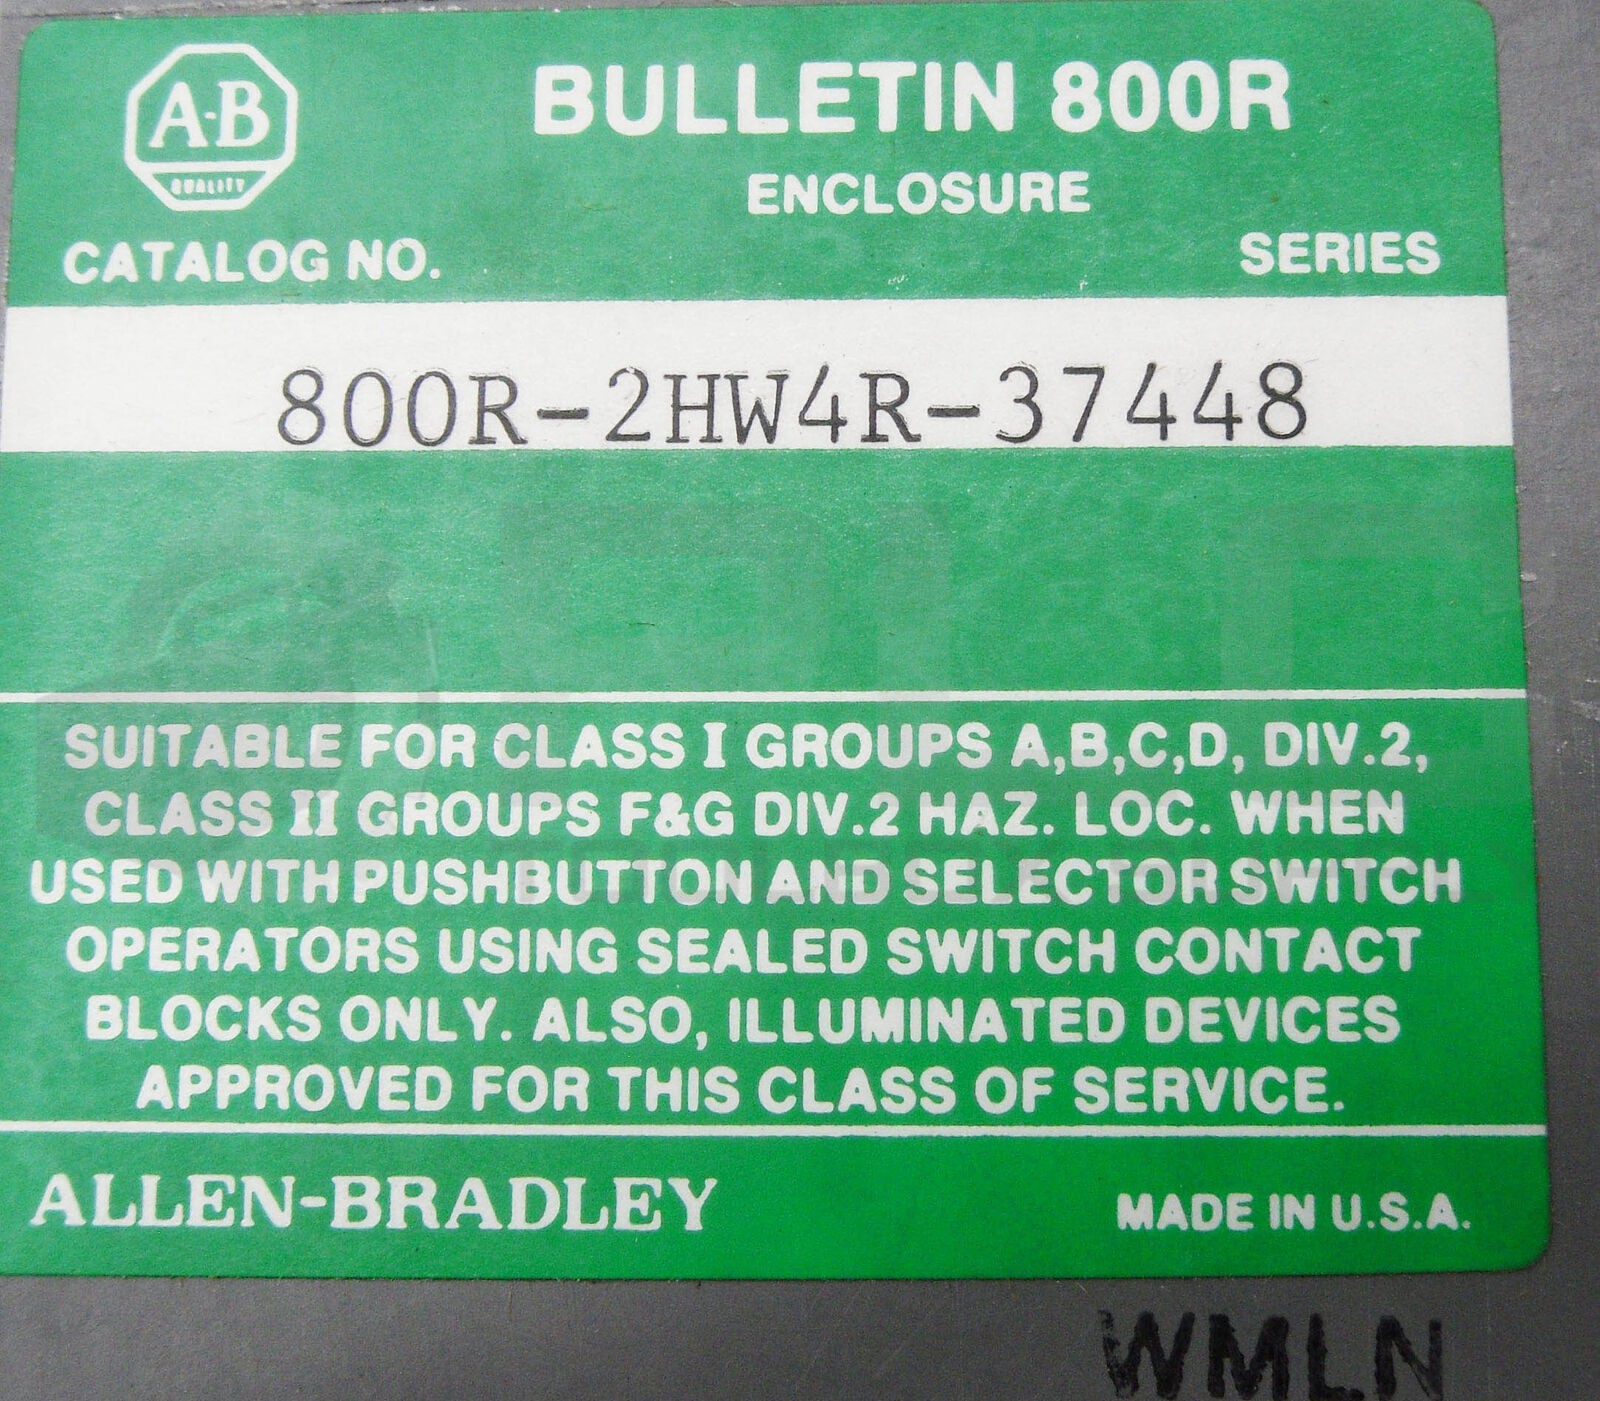 A-B
QUALITY
BULLETIN 800R
ENCLOSURE
CATALOG NO. SERIES
800R-2HW4R-37448
SUITABLE FOR CLASS I GROUPS A,B,C,D, DIV.2,
CLASS II GROUPS F&G DIV.2 HAZ. LOC. WHEN
USED WITH PUSHBUTTON AND SELECTOR SWITCH
OPERATORS USING SEALED SWITCH CONTACT
BLOCKS ONLY. ALSO, ILLUMINATED DEVICES
APPROVED FOR THIS CLASS OF SERVICE.
ALLEN-BRADLEY MADE IN U.S.A.
WMLN